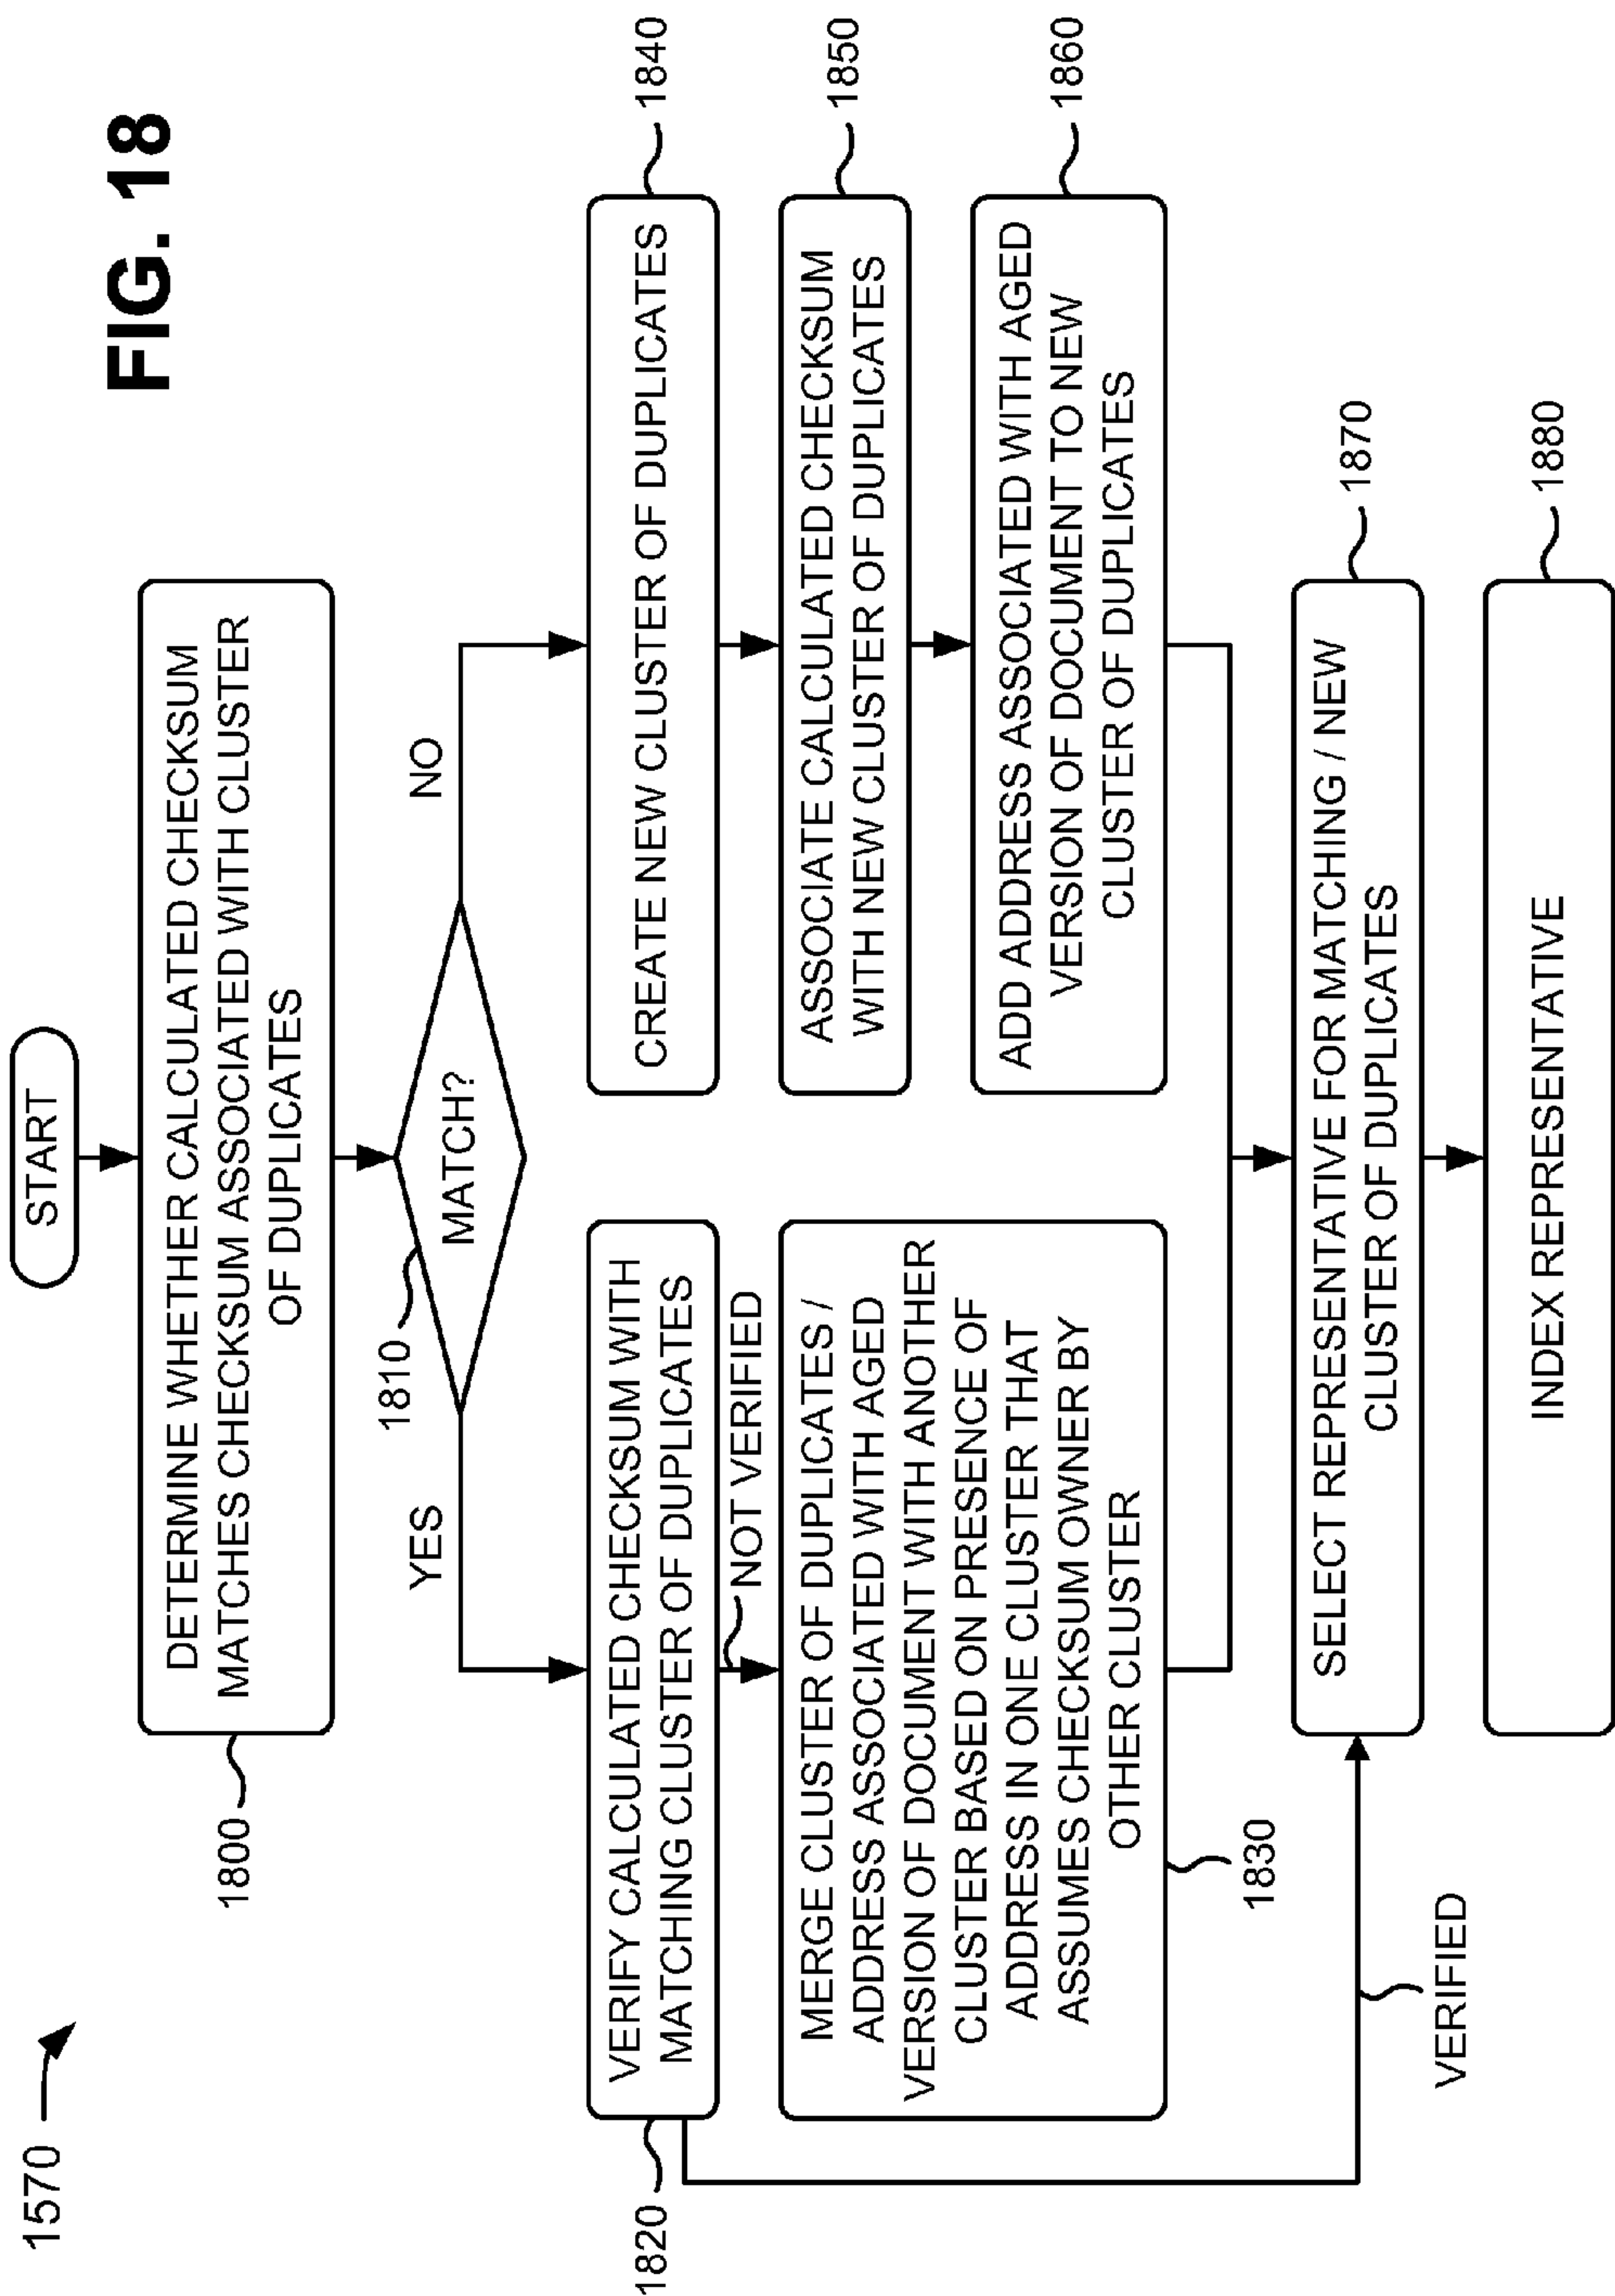 FIG. 18
1570
START
DETERMINE WHETHER CALCULATED CHECKSUM
MATCHES CHECKSUM ASSOCIATED WITH CLUSTER
OF DUPLICATES
1800
1810
MATCH?
YES
NO
VERIFY CALCULATED CHECKSUM WITH
MATCHING CLUSTER OF DUPLICATES
1820
NOT VERIFIED
MERGE CLUSTER OF DUPLICATES /
ADDRESS ASSOCIATED WITH AGED
VERSION OF DOCUMENT WITH ANOTHER
CLUSTER BASED ON PRESENCE OF
ADDRESS IN ONE CLUSTER THAT
ASSUMES CHECKSUM OWNER BY
OTHER CLUSTER
1830
VERIFIED
CREATE NEW CLUSTER OF DUPLICATES
1840
ASSOCIATE CALCULATED CHECKSUM
WITH NEW CLUSTER OF DUPLICATES
1850
ADD ADDRESS ASSOCIATED WITH AGED
VERSION OF DOCUMENT TO NEW
CLUSTER OF DUPLICATES
1860
SELECT REPRESENTATIVE FOR MATCHING / NEW
CLUSTER OF DUPLICATES
1870
INDEX REPRESENTATIVE
1880